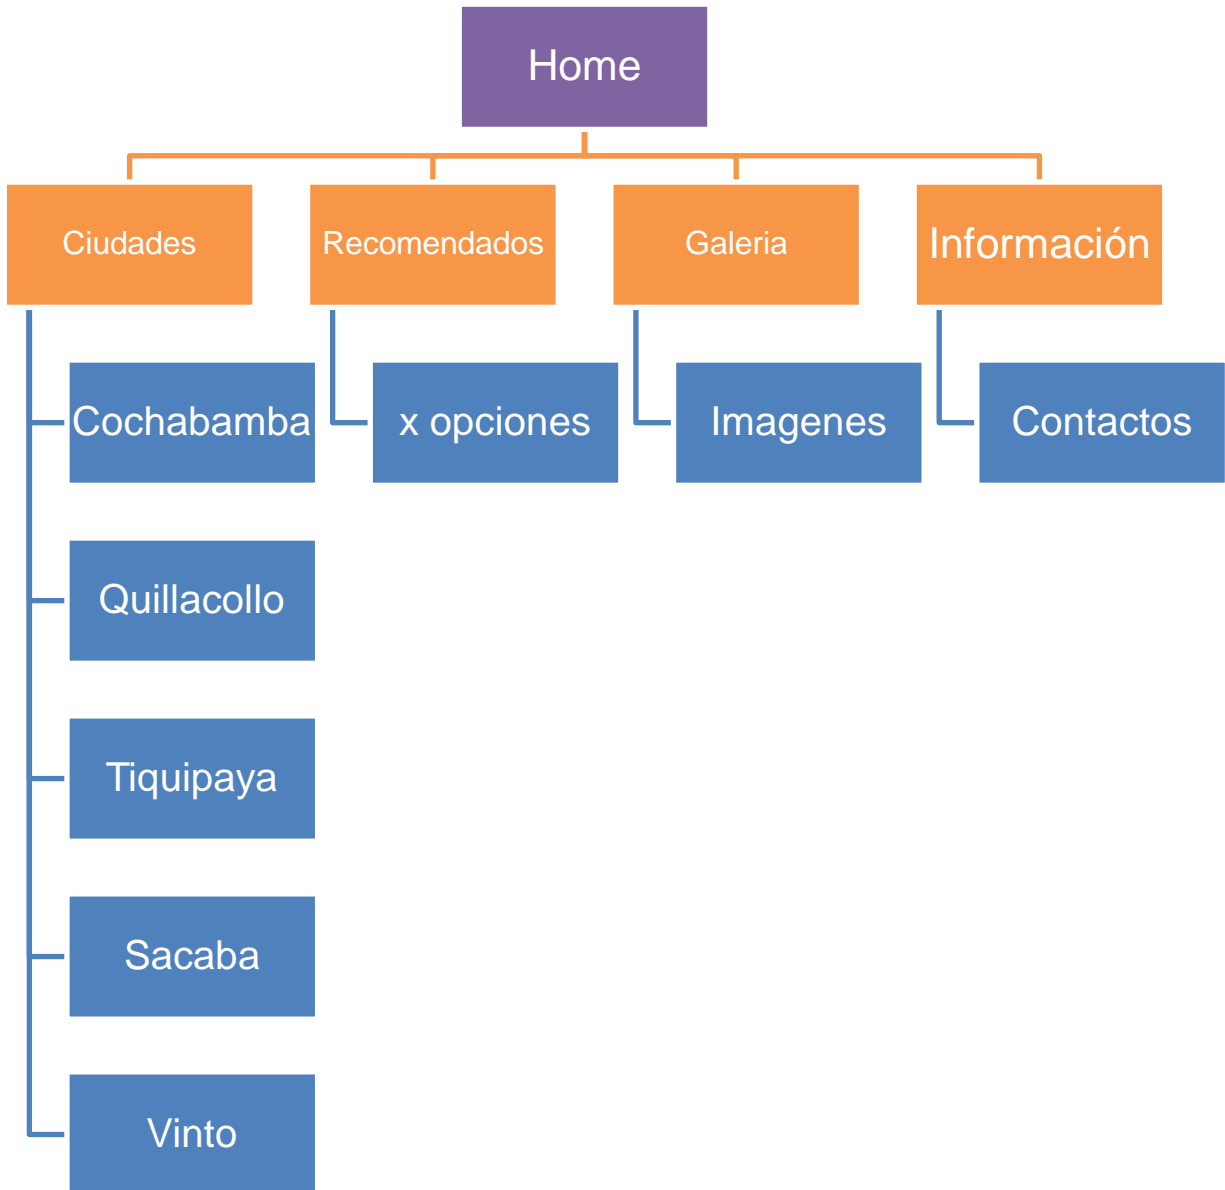 Home
Ciudades
Recomendados
Galeria
Información
Cochabamba
x opciones
Imagenes
Contactos
Quillacollo
Tiquipaya
Sacaba
Vinto